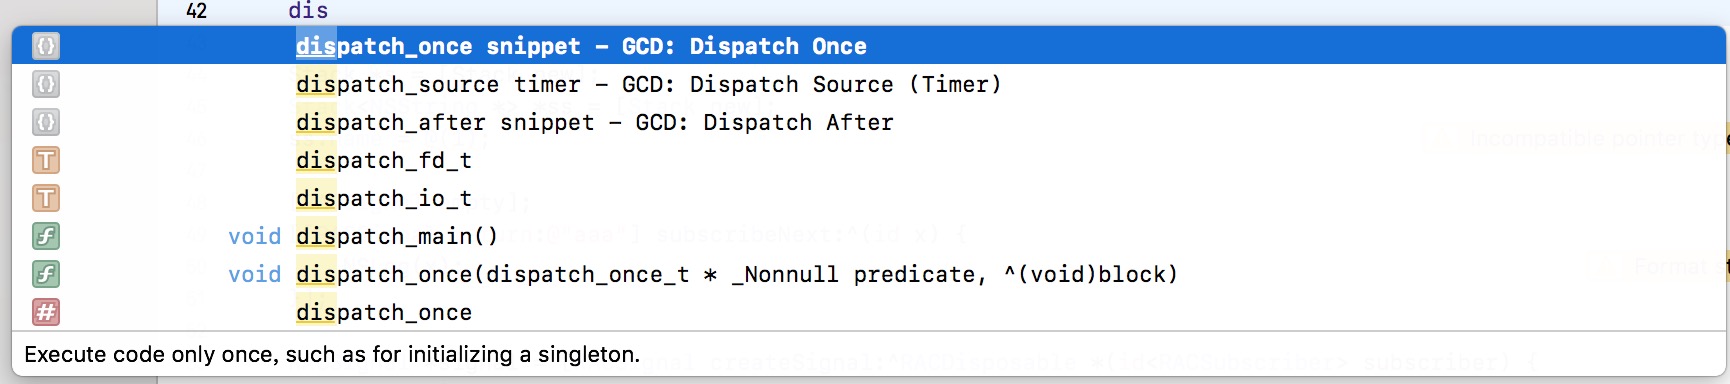 42 dis
{} dispatch_once snippet – GCD: Dispatch Once
{} dispatch_source timer – GCD: Dispatch Source (Timer)
{} dispatch_after snippet – GCD: Dispatch After
T dispatch_fd_t
T dispatch_io_t
f void dispatch_main()
f void dispatch_once(dispatch_once_t * _Nonnull predicate, ^(void)block)
# dispatch_once
Execute code only once, such as for initializing a singleton.